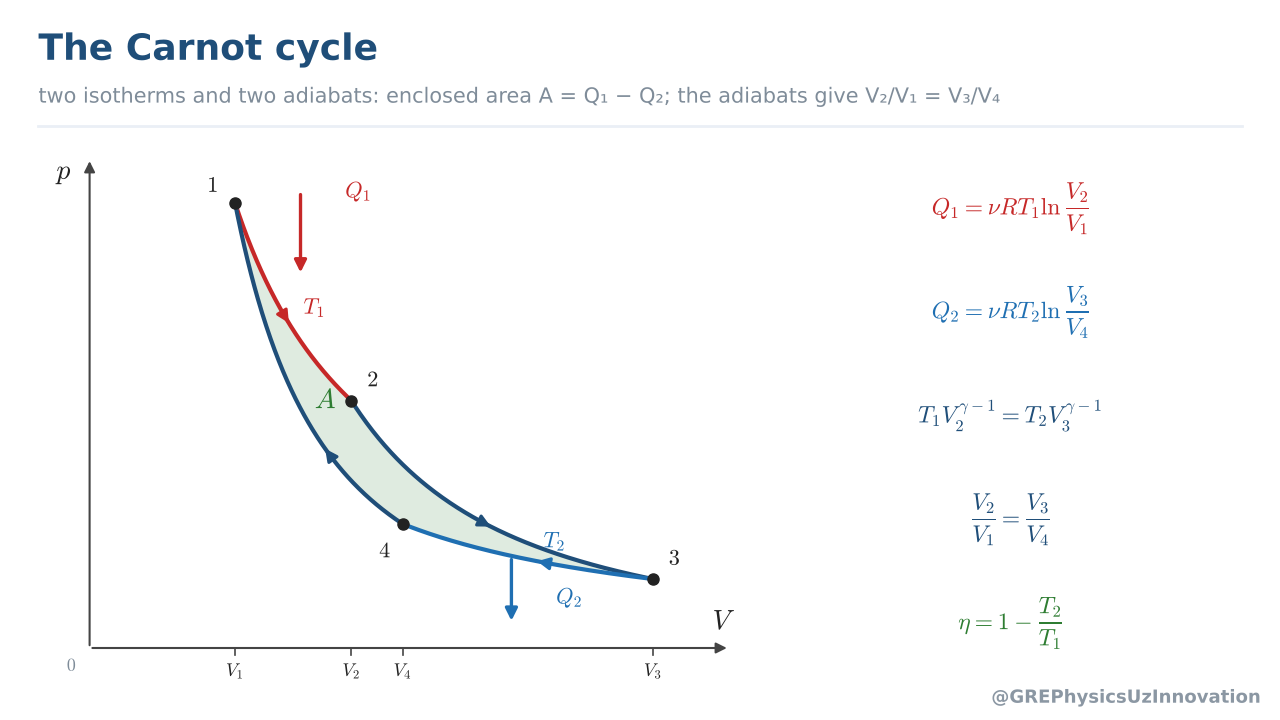 The Carnot cycle
two isotherms and two adiabats: enclosed area A = Q₁ − Q₂; the adiabats give V₂/V₁ = V₃/V₄
p
1
Q₁
T₁
2
A
4
T₂
3
Q₂
V
0
V₁ V₂ V₄ V₃
Q₁ = νRT₁ ln V₂/V₁
Q₂ = νRT₂ ln V₃/V₄
T₁V₂^{γ−1} = T₂V₃^{γ−1}
V₂/V₁ = V₃/V₄
η = 1 − T₂/T₁
@GREPhysicsUzInnovation